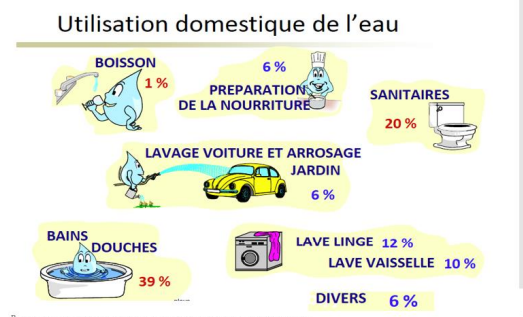 Utilisation domestique de l'eau
BOISSON
1 %
6 %
PREPARATION
DE LA NOURRITURE
SANITAIRES
20 %
LAVAGE VOITURE ET ARROSAGE
JARDIN
6 %
BAINS
DOUCHES
39 %
LAVE LINGE 12 %
LAVE VAISSELLE 10 %
DIVERS 6 %